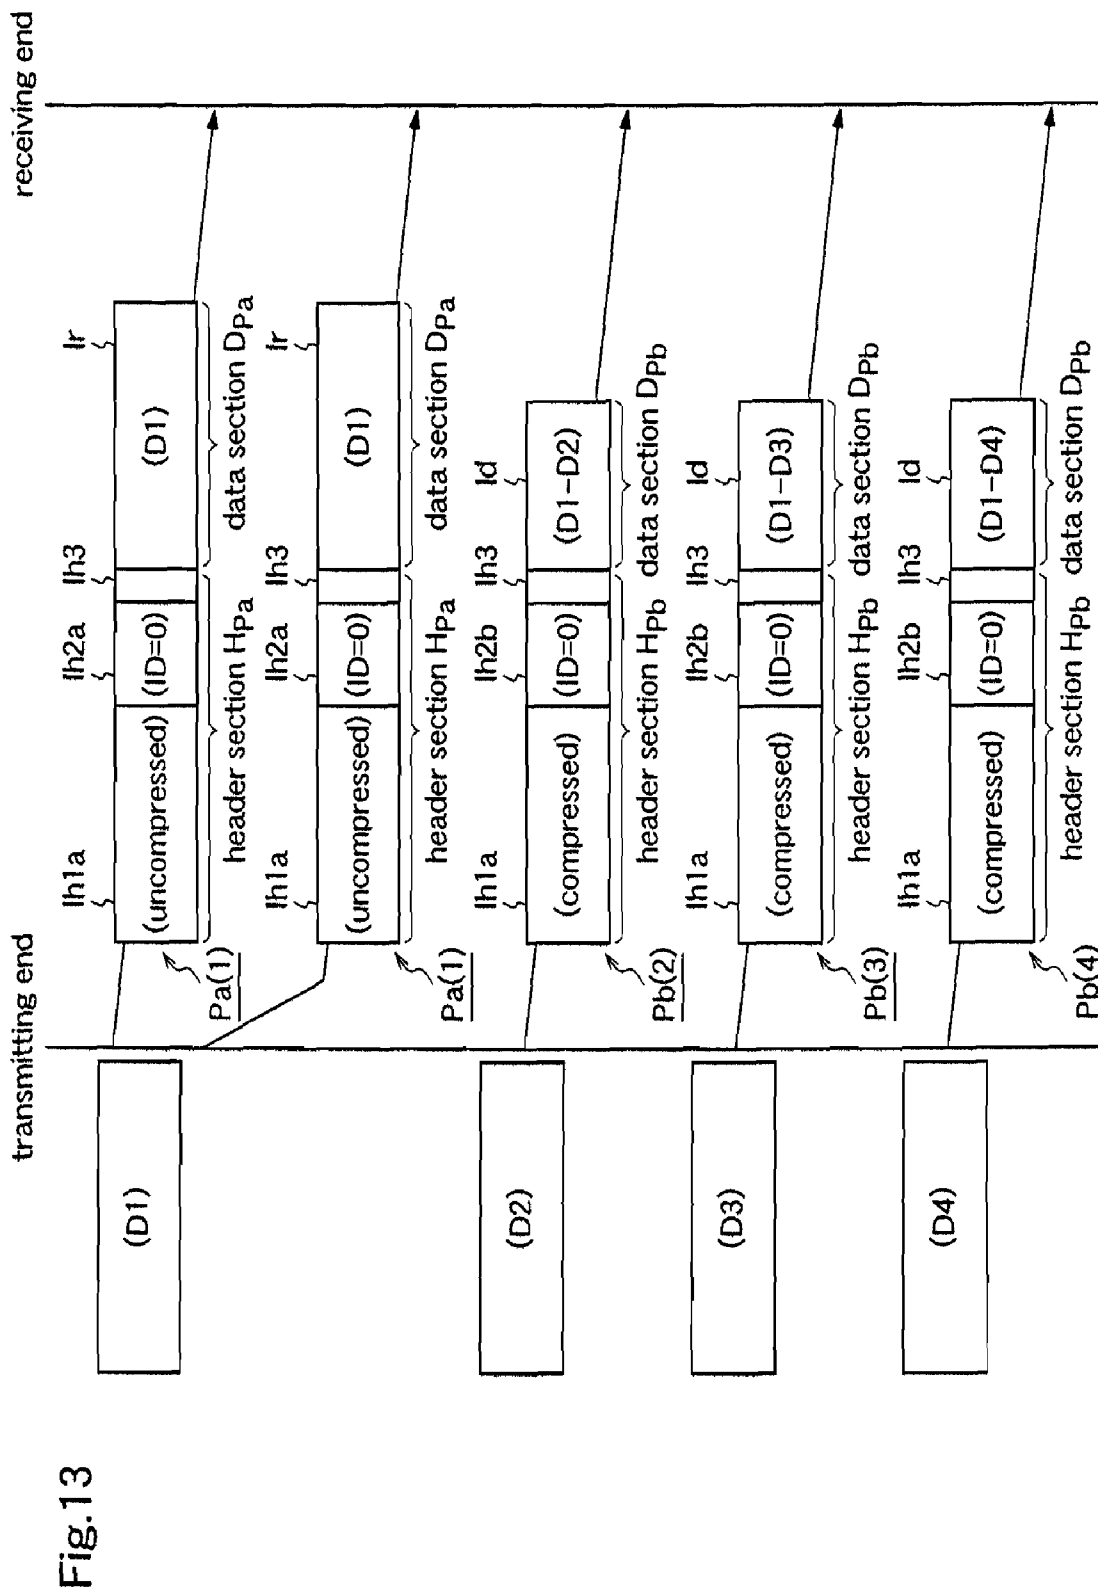 Fig.13
transmitting end
receiving end
(D1)
Ih1a
Ih2a
Ih3
Ir
(uncompressed)
(ID=0)
(D1)
Pa(1)
header section HPa
data section DPa
Ih1a
Ih2a
Ih3
Ir
(uncompressed)
(ID=0)
(D1)
Pa(1)
header section HPa
data section DPa
(D2)
Ih1a
Ih2b
Ih3
Id
(compressed)
(ID=0)
(D1−D2)
Pb(2)
header section HPb
data section DPb
(D3)
Ih1a
Ih2b
Ih3
Id
(compressed)
(ID=0)
(D1−D3)
Pb(3)
header section HPb
data section DPb
(D4)
Ih1a
Ih2b
Ih3
Id
(compressed)
(ID=0)
(D1−D4)
Pb(4)
header section HPb
data section DPb